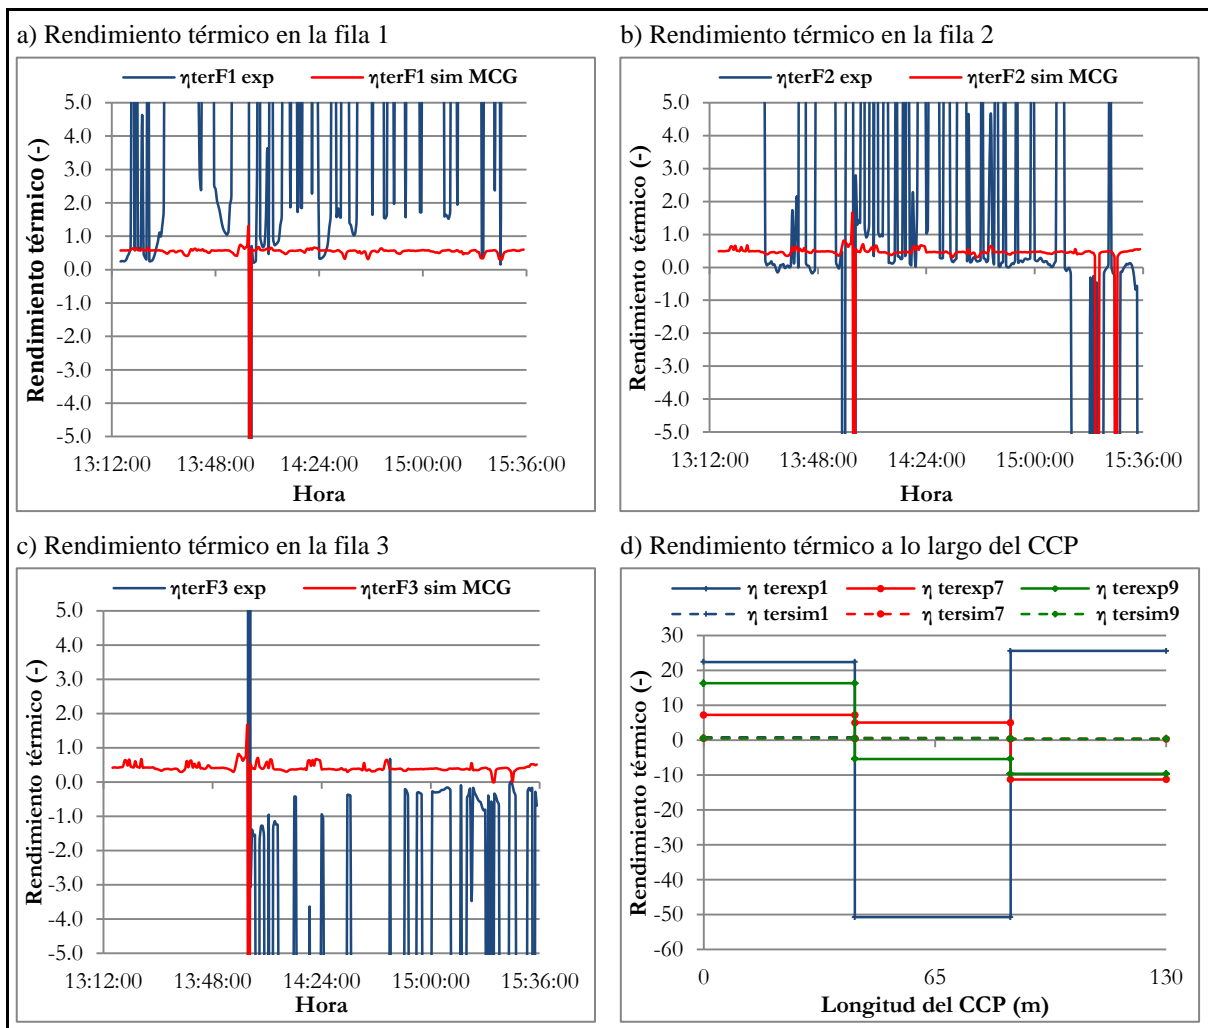 a) Rendimiento térmico en la fila 1
ηterF1 exp ηterF1 sim MCG
5.0
4.0
3.0
2.0
1.0
0.0
-1.0
-2.0
-3.0
-4.0
-5.0
Rendimiento térmico (-)
13:12:00 13:48:00 14:24:00 15:00:00 15:36:00
Hora
b) Rendimiento térmico en la fila 2
ηterF2 exp ηterF2 sim MCG
5.0
4.0
3.0
2.0
1.0
0.0
-1.0
-2.0
-3.0
-4.0
-5.0
Rendimiento térmico (-)
13:12:00 13:48:00 14:24:00 15:00:00 15:36:00
Hora
c) Rendimiento térmico en la fila 3
ηterF3 exp ηterF3 sim MCG
5.0
4.0
3.0
2.0
1.0
0.0
-1.0
-2.0
-3.0
-4.0
-5.0
Rendimiento térmico (-)
13:12:00 13:48:00 14:24:00 15:00:00 15:36:00
Hora
d) Rendimiento térmico a lo largo del CCP
η terexp1 η terexp7 η terexp9
η tersim1 η tersim7 η tersim9
30
20
10
0
-10
-20
-30
-40
-50
-60
Rendimiento térmico (-)
0 65 130
Longitud del CCP (m)